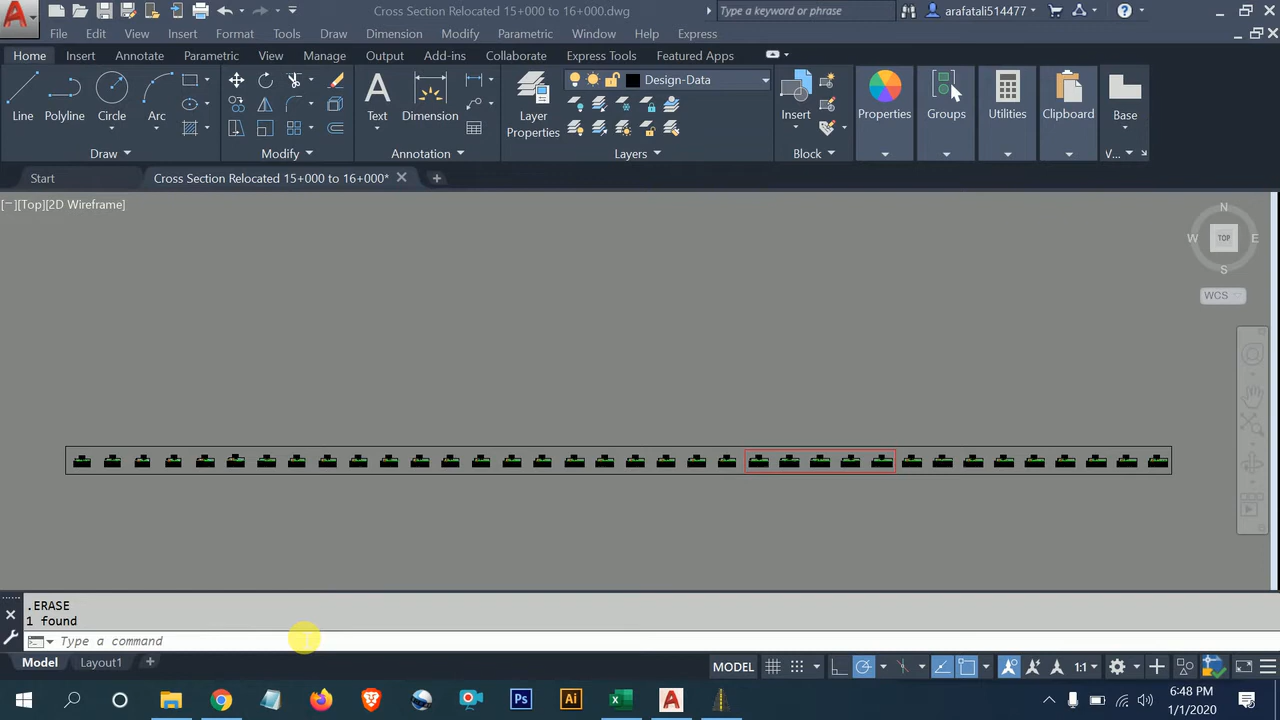 Cross Section Relocated 15+000 to 16+000.dwg
Type a keyword or phrase
arafatali514477
File Edit View Insert Format Tools Draw Dimension Modify Parametric Window Help Express
Home Insert Annotate Parametric View Manage Output Add-ins Collaborate Express Tools Featured Apps
Design-Data
Line Polyline Circle Arc Text Dimension Layer Properties Insert Properties Groups Utilities Clipboard Base
Draw Modify Annotation Layers Block V...
Start Cross Section Relocated 15+000 to 16+000*
[−][Top][2D Wireframe]
N
W TOP E
S
WCS
.ERASE
1 found
Type a command
Model Layout1 MODEL 1:1
Ps Ai A
6:48 PM
1/1/2020